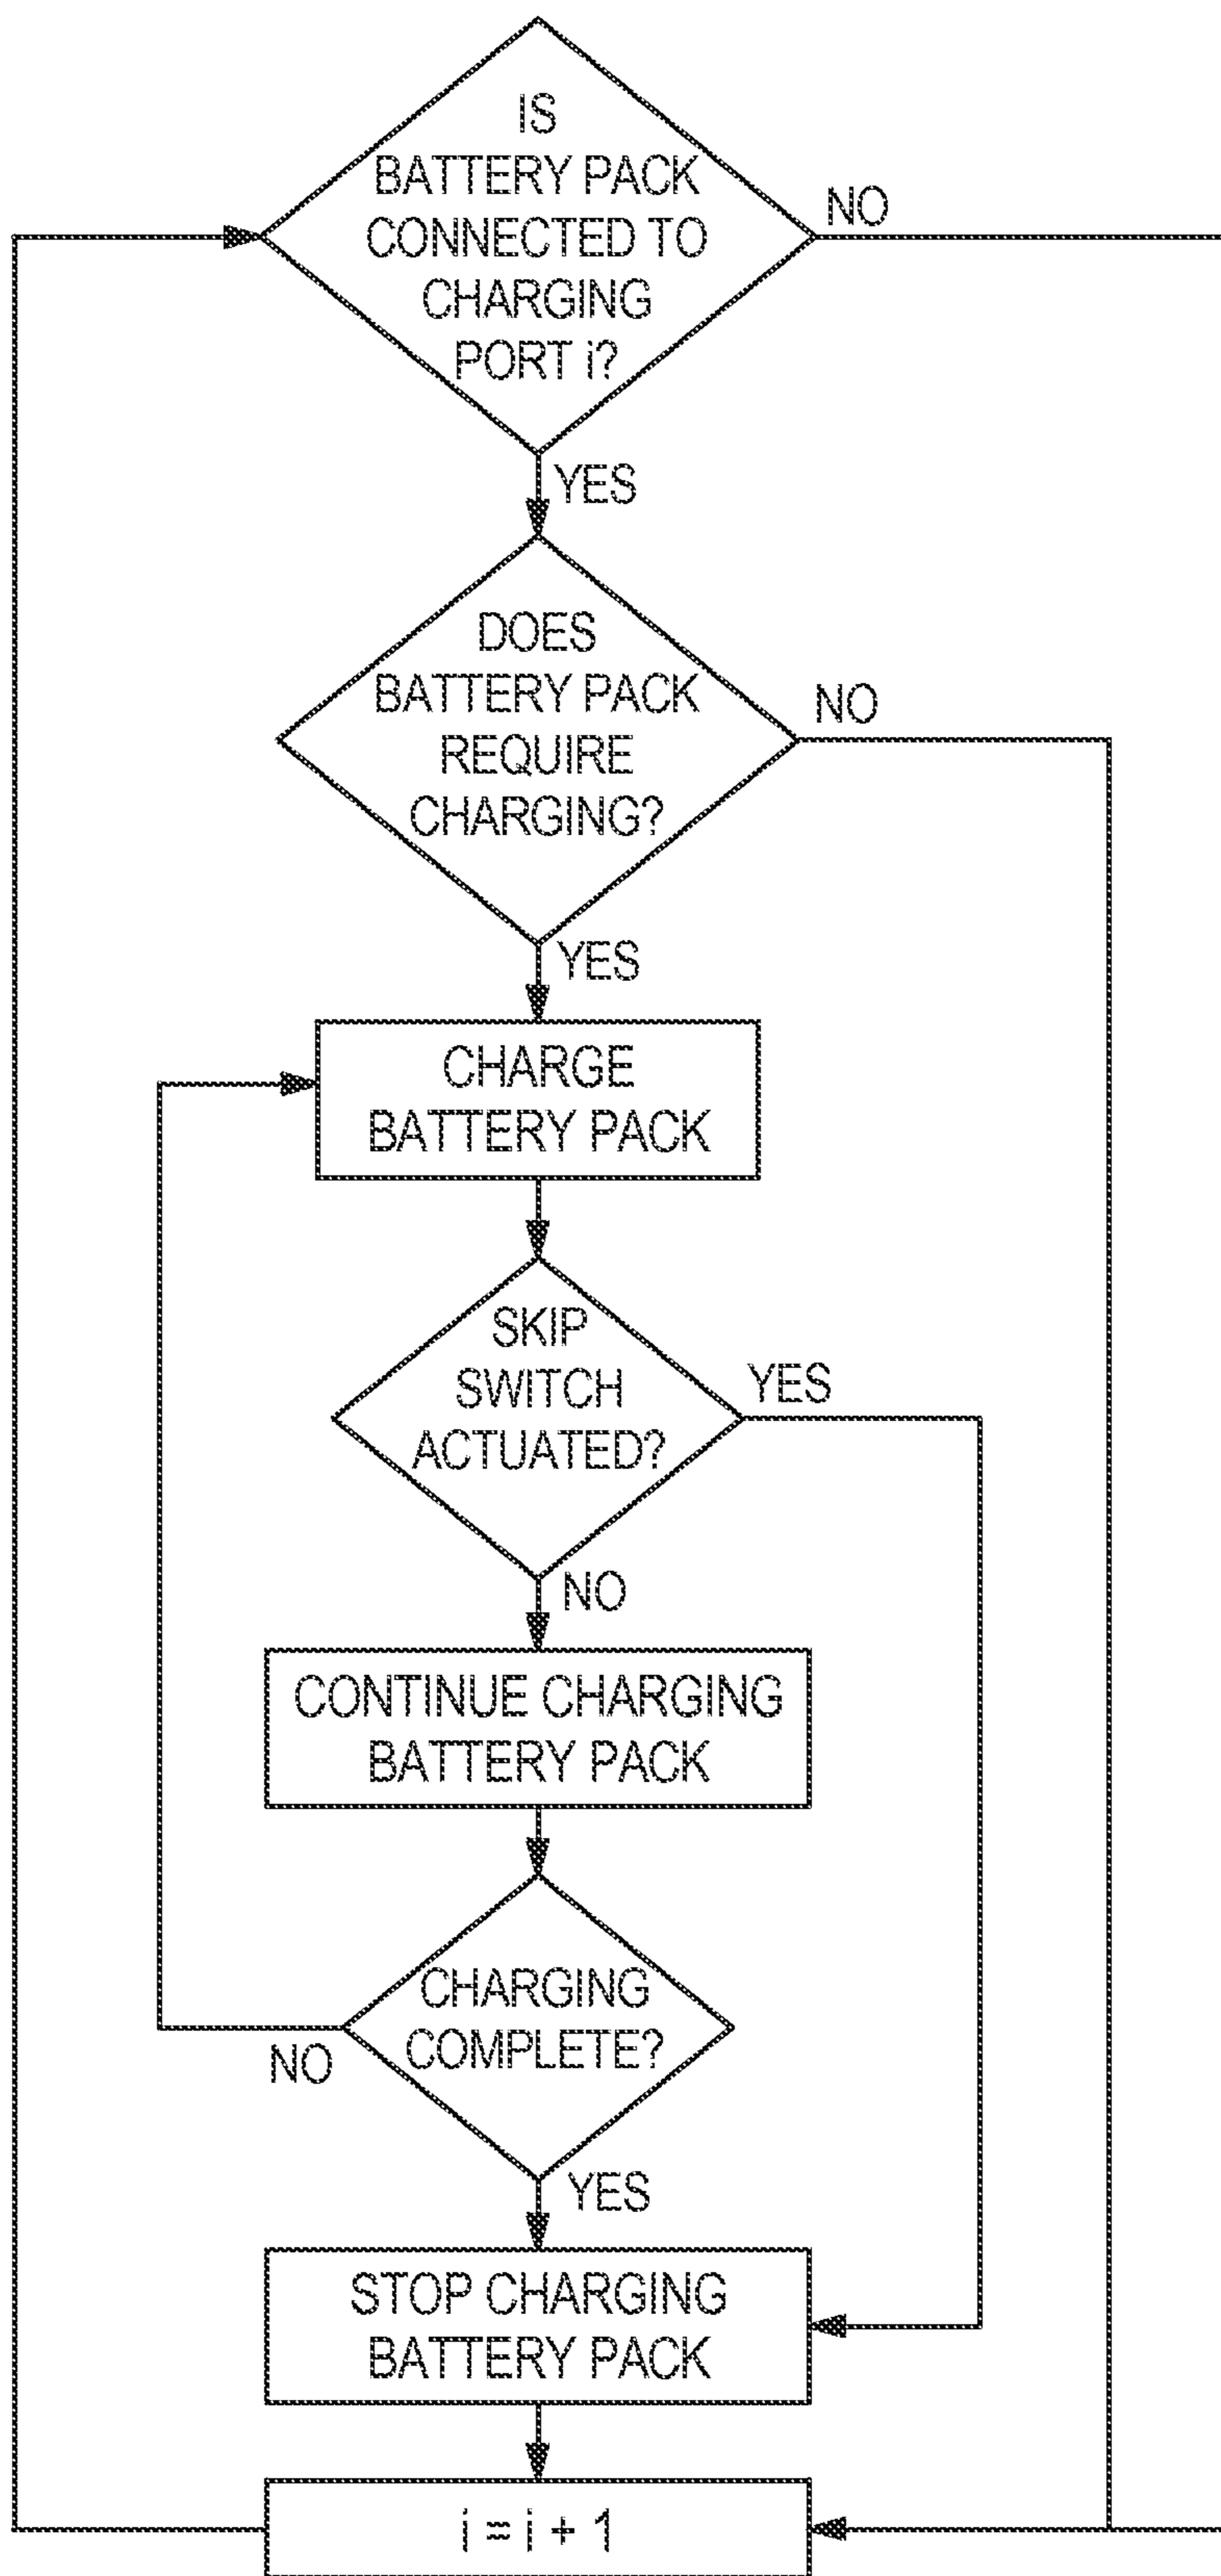 IS
BATTERY PACK
CONNECTED TO
CHARGING
PORT i?
NO
YES
DOES
BATTERY PACK
REQUIRE
CHARGING?
NO
YES
CHARGE
BATTERY PACK
SKIP
SWITCH
ACTUATED?
YES
NO
CONTINUE CHARGING
BATTERY PACK
CHARGING
COMPLETE?
NO
YES
STOP CHARGING
BATTERY PACK
i = i + 1